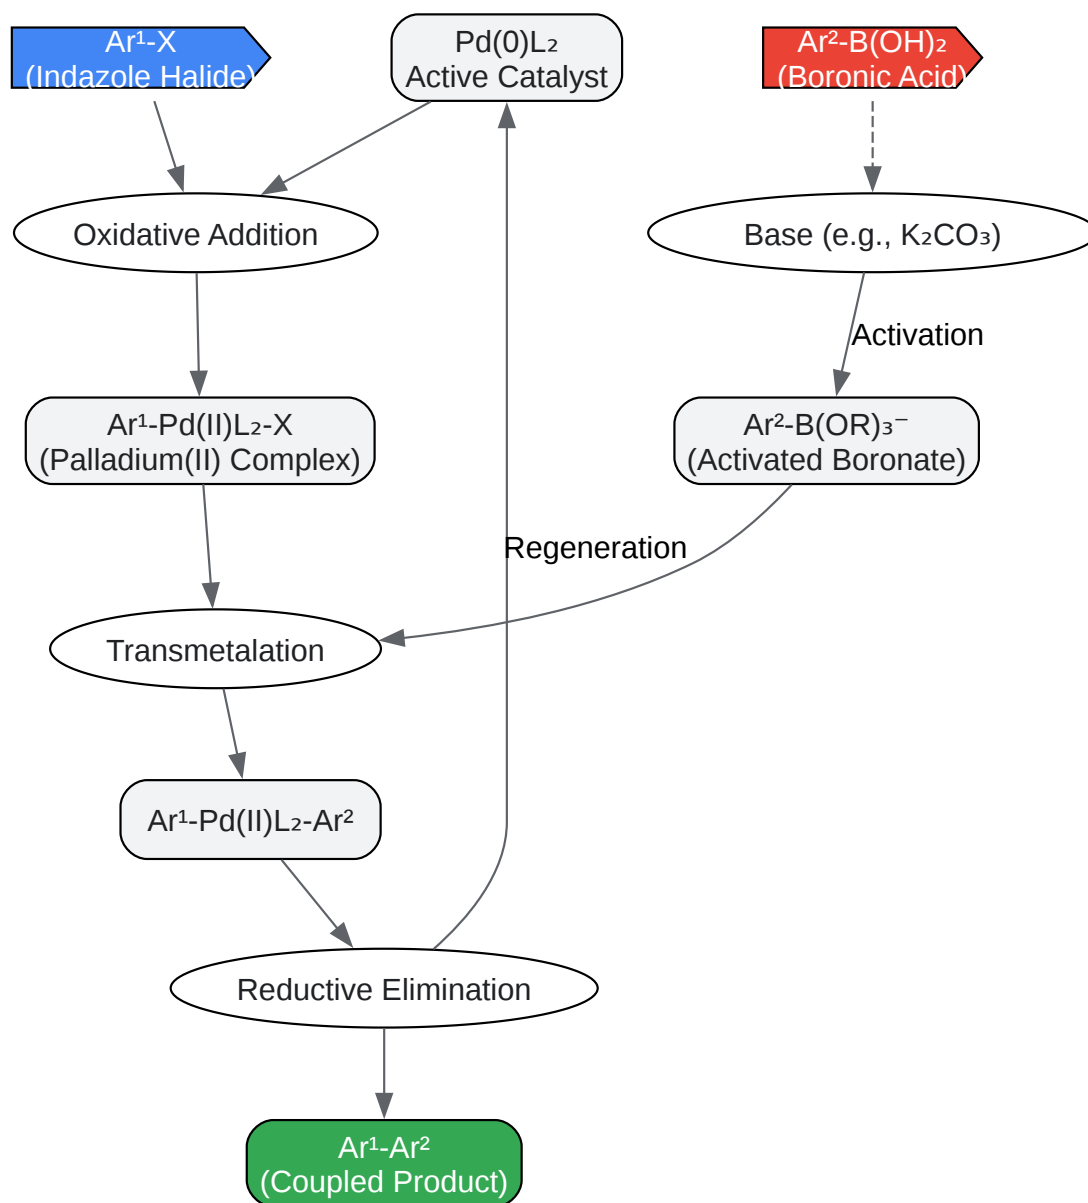 Ar¹-X
(Indazole Halide)
Pd(0)L₂
Active Catalyst
Ar²-B(OH)₂
(Boronic Acid)
Oxidative Addition
Base (e.g., K₂CO₃)
Activation
Ar¹-Pd(II)L₂-X
(Palladium(II) Complex)
Ar²-B(OR)₃⁻
(Activated Boronate)
Regeneration
Transmetalation
Ar¹-Pd(II)L₂-Ar²
Reductive Elimination
Ar¹-Ar²
(Coupled Product)